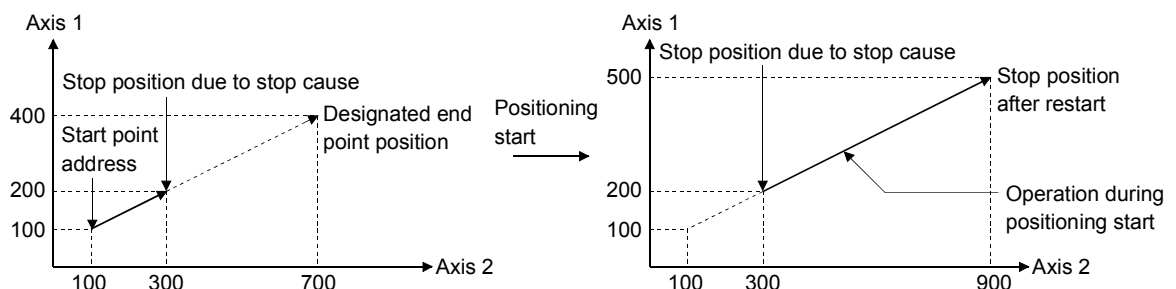 Axis 1
Stop position due to stop cause
400
Designated end
point position
Start point
address
200
100
100
300
700
Axis 2
Positioning
start
Axis 1
Stop position due to stop cause
500
Stop position
after restart
200
100
Operation during
positioning start
100
300
900
Axis 2